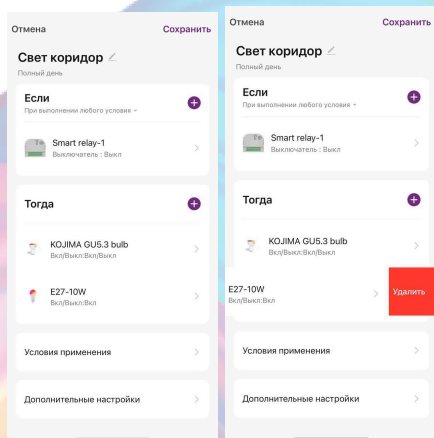 Отмена Сохранить
Свет коридор
Полный день
Если
При выполнении любого условия
Smart relay-1
Выключатель : Выкл
Тогда
KOJIMA GU5.3 bulb
Вкл/Выкл:Вкл/Выкл
E27-10W
Вкл/Выкл:Вкл
Условия применения
Дополнительные настройки
Отмена Сохранить
Свет коридор
Полный день
Если
При выполнении любого условия
Smart relay-1
Выключатель : Выкл
Тогда
KOJIMA GU5.3 bulb
Вкл/Выкл:Вкл/Выкл
E27-10W
Вкл/Выкл:Вкл
Удалить
Условия применения
Дополнительные настройки